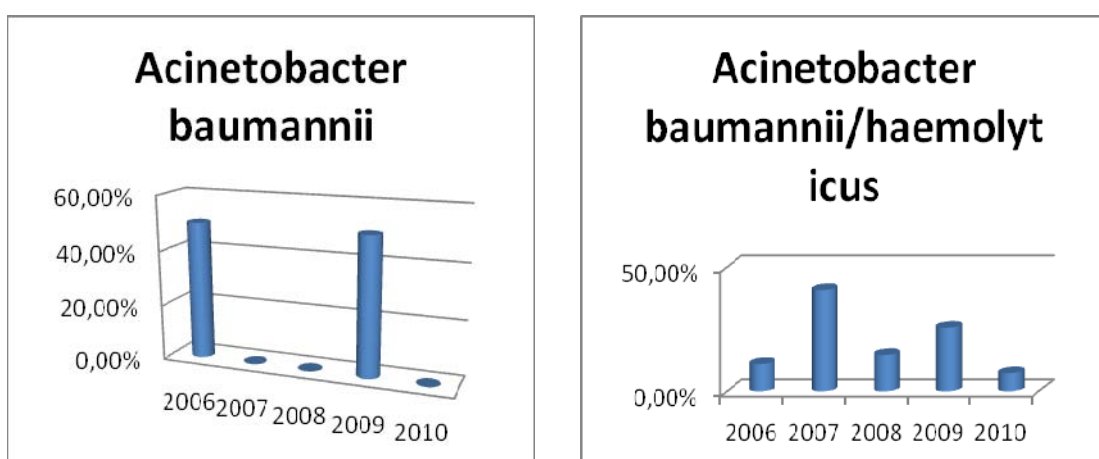 Acinetobacter
baumannii
60,00%
40,00%
20,00%
0,00%
2006 2007 2008 2009 2010
Acinetobacter
baumannii/haemolyt
icus
50,00%
0,00%
2006 2007 2008 2009 2010